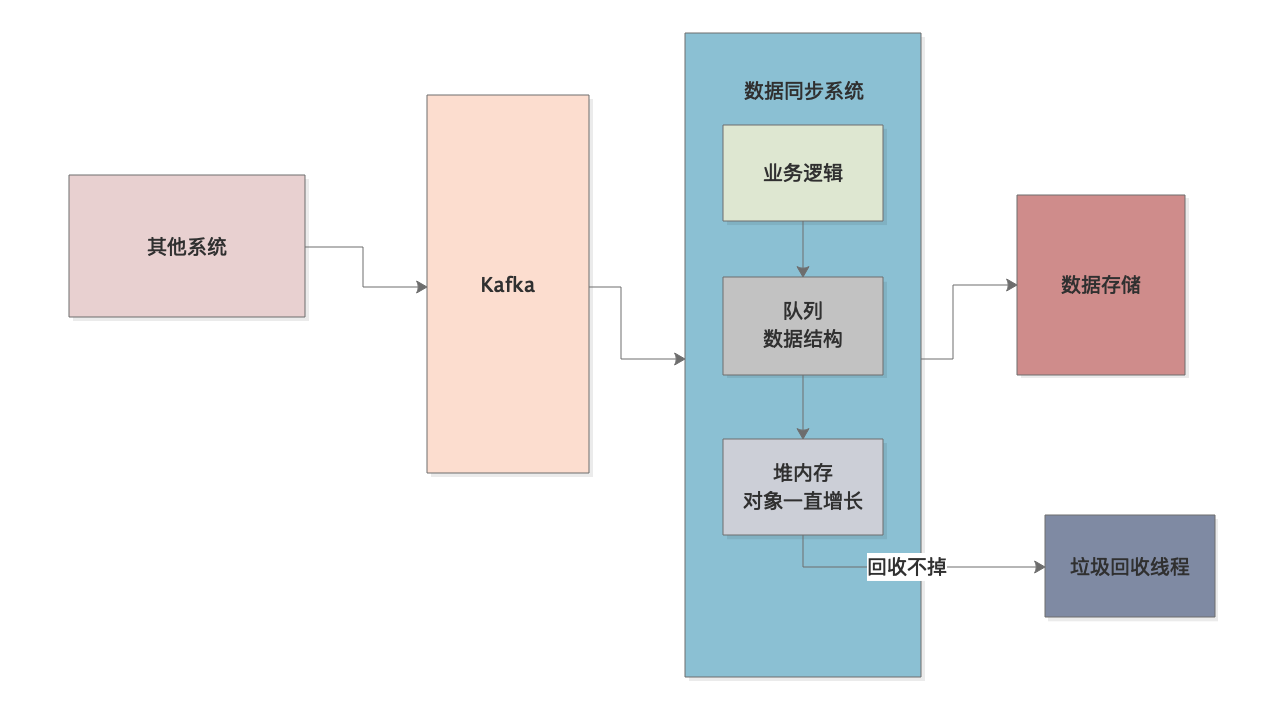 其他系统
Kafka
数据同步系统
业务逻辑
队列
数据结构
堆内存
对象一直增长
回收不掉
数据存储
垃圾回收线程